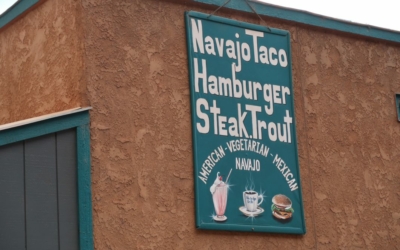 Navajo Taco
Hamburger
Steak.Trout
AMERICAN-VEGETARIAN-MEXICAN
NAVAJO